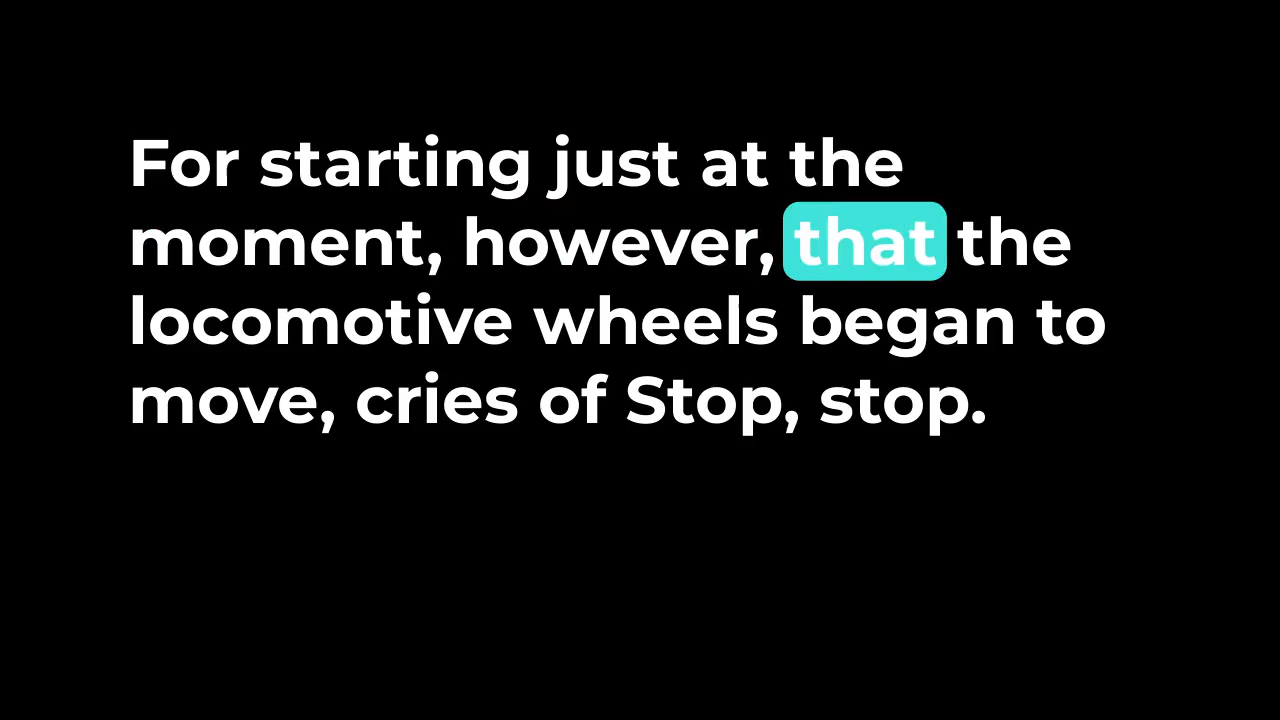 For starting just at the
moment, however, that the
locomotive wheels began to
move, cries of Stop, stop.